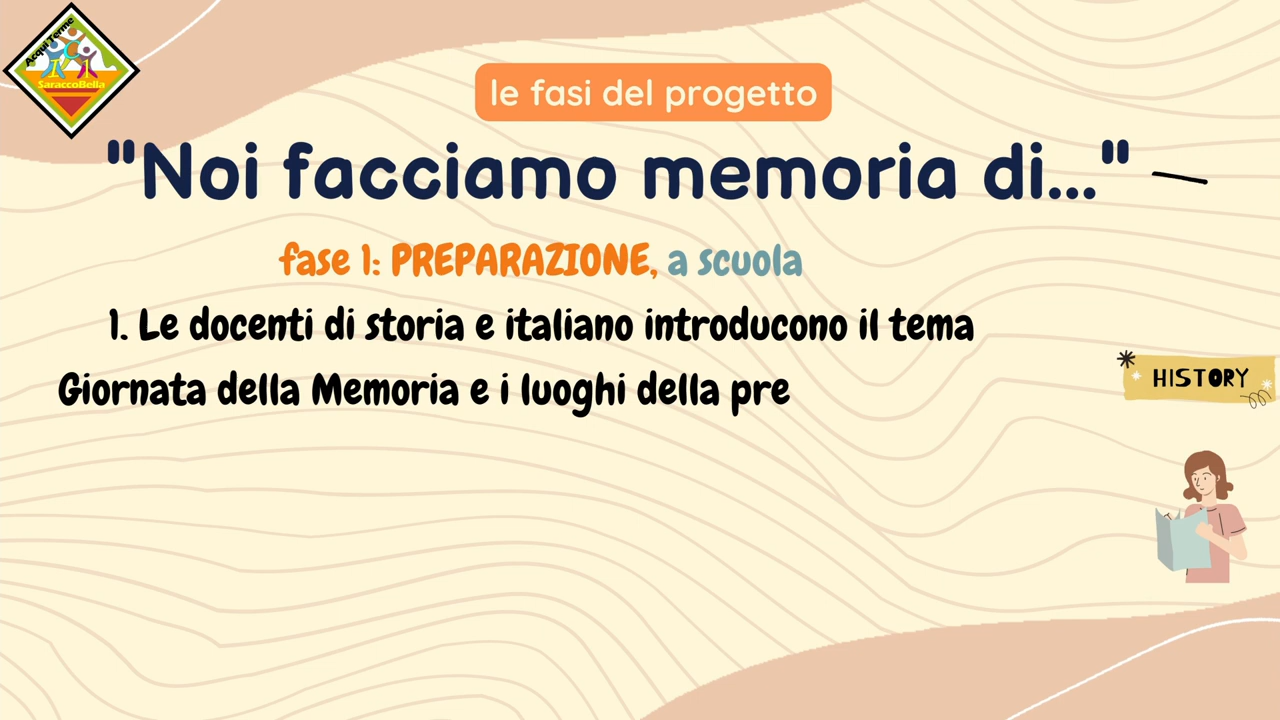 Acqui Terme
IC1
SaraccoBella
le fasi del progetto
"Noi facciamo memoria di..."
fase 1: PREPARAZIONE, a scuola
1. Le docenti di storia e italiano introducono il tema
Giornata della Memoria e i luoghi della pre
HISTORY